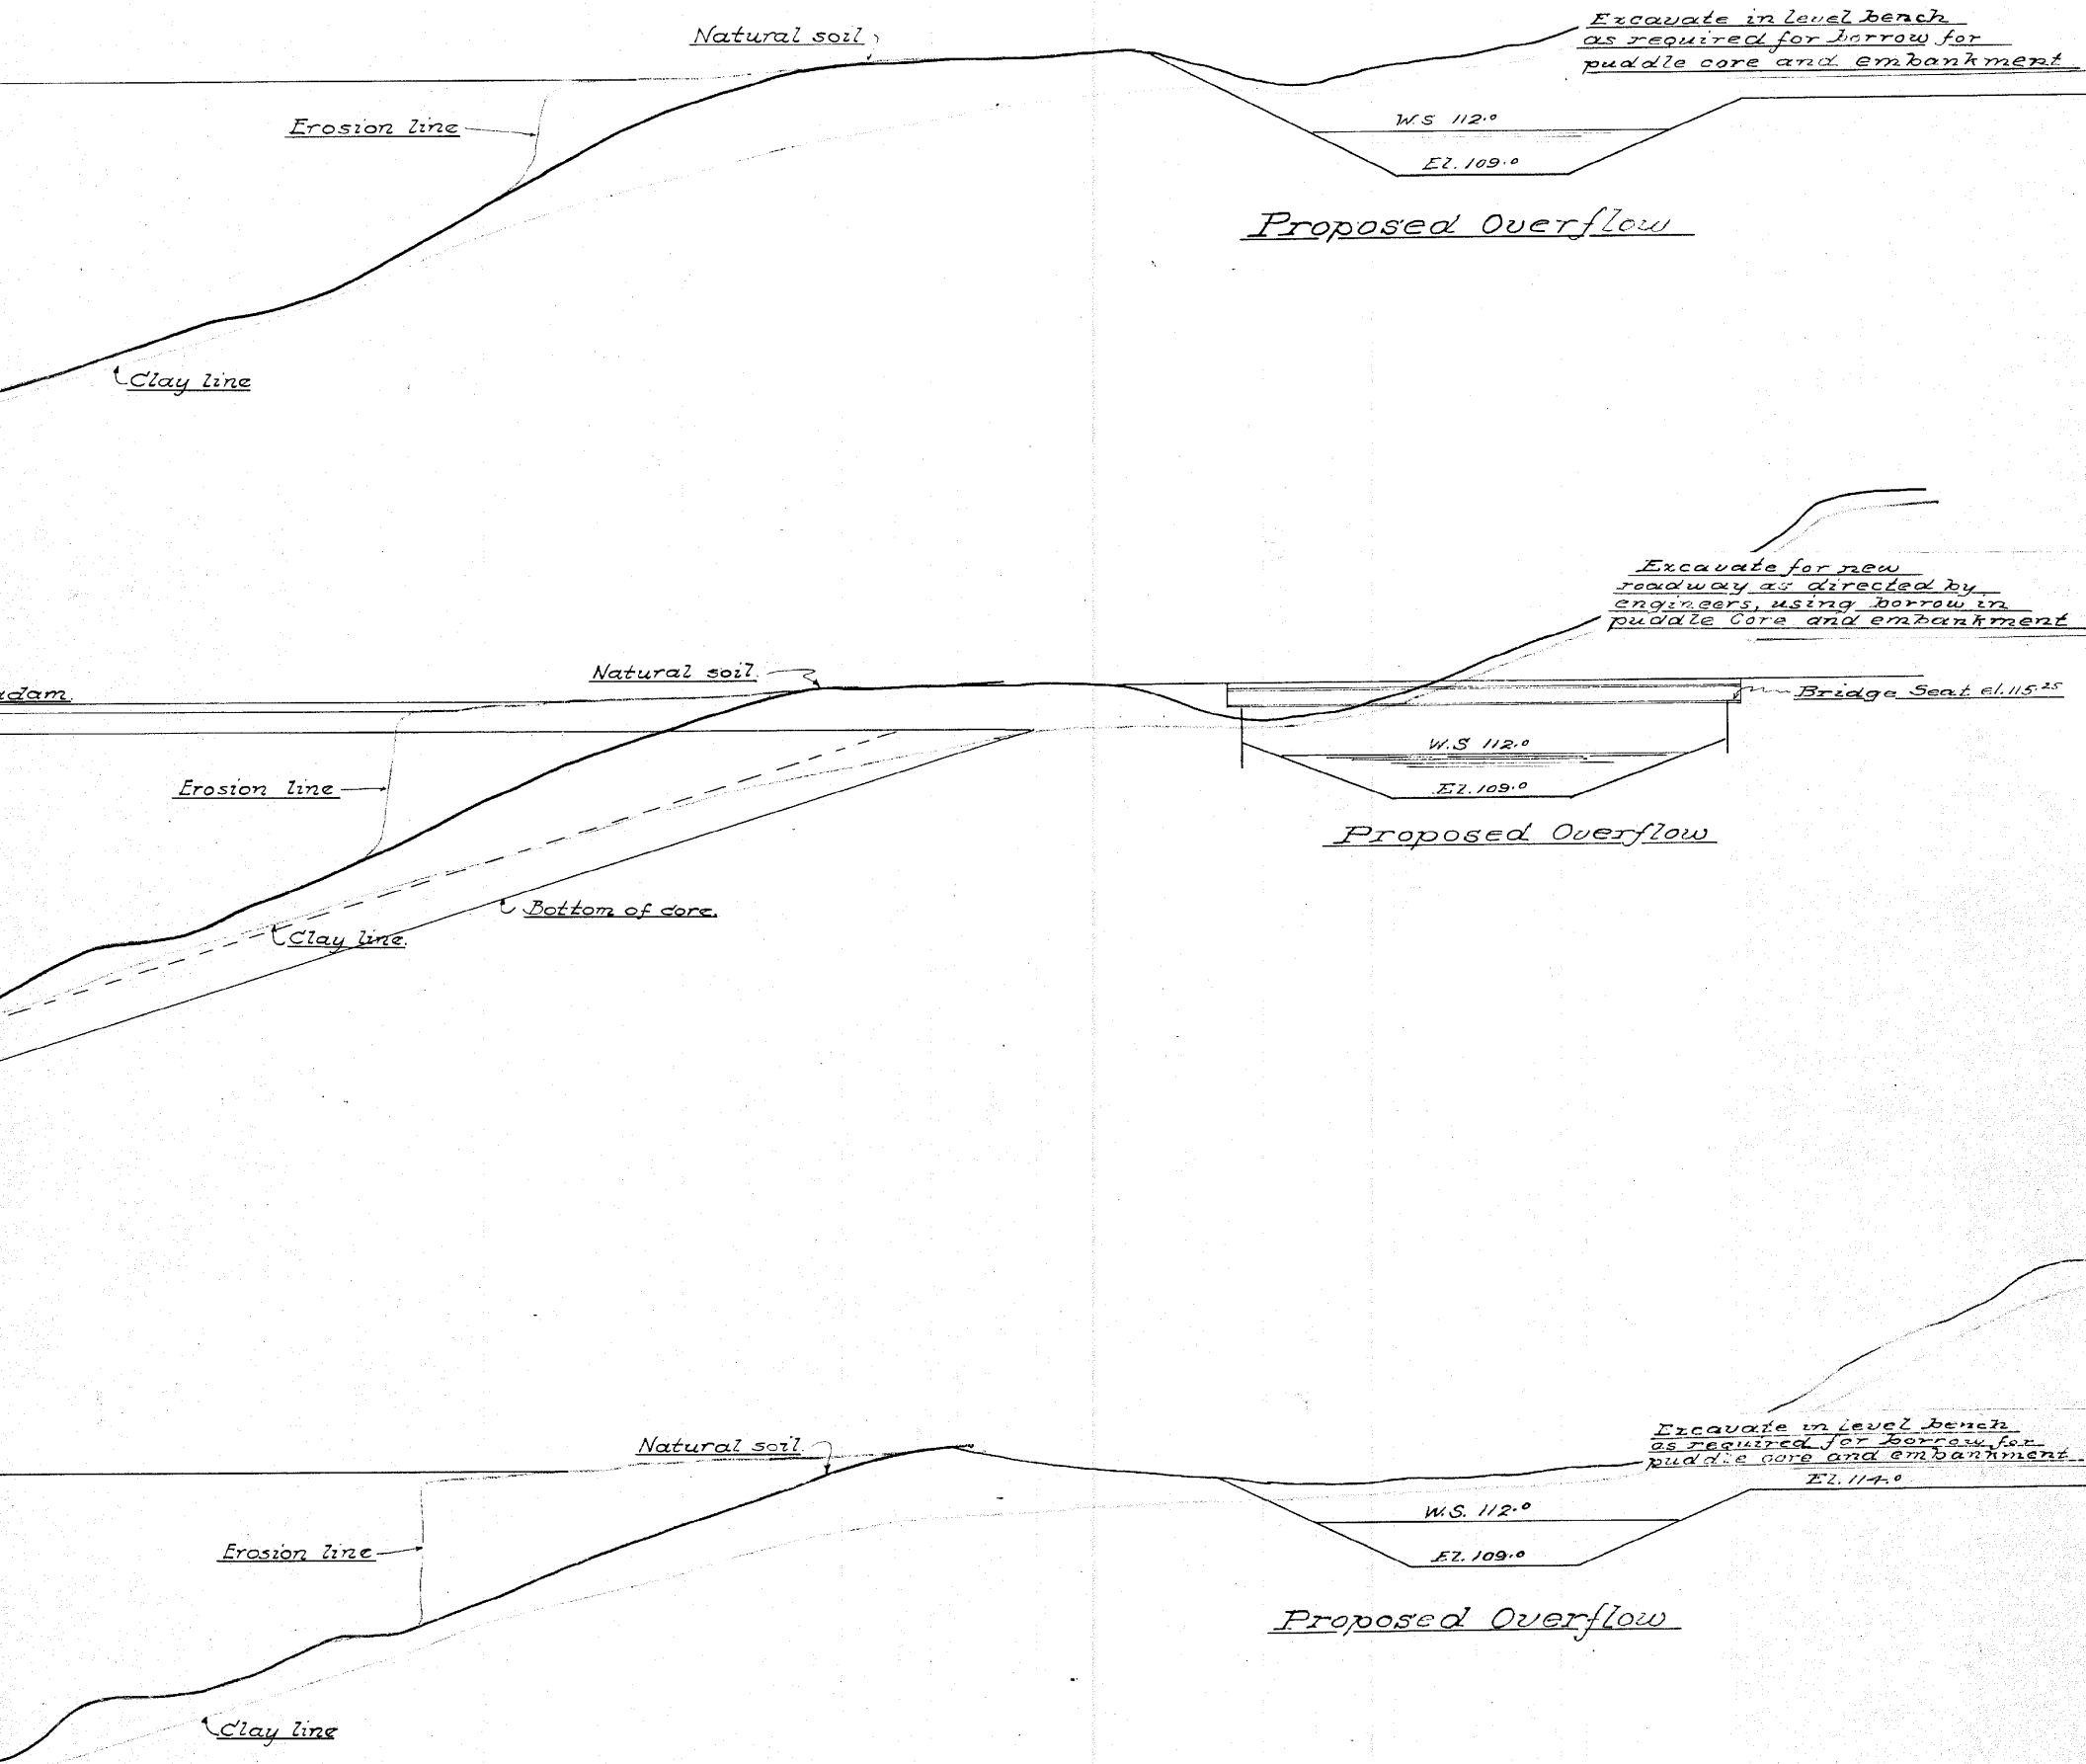 Natural soil
Excavate in level bench
as required for borrow for
puddle core and embankment
Erosion line
W.S 112.0
El. 109.0
Proposed Overflow
Clay line
Excavate for new
roadway as directed by
engineers, using borrow in
puddle Core and embankment
Natural soil.
adam.
Bridge Seat el. 115.25
W.S 112.0
Erosion line
El. 109.0
Proposed Overflow
Bottom of core.
Clay line.
Natural soil.
Excavate in level bench
as required for borrow for
puddle core and embankment
El. 114.0
W.S. 112.0
Erosion line
El. 109.0
Proposed Overflow
Clay line